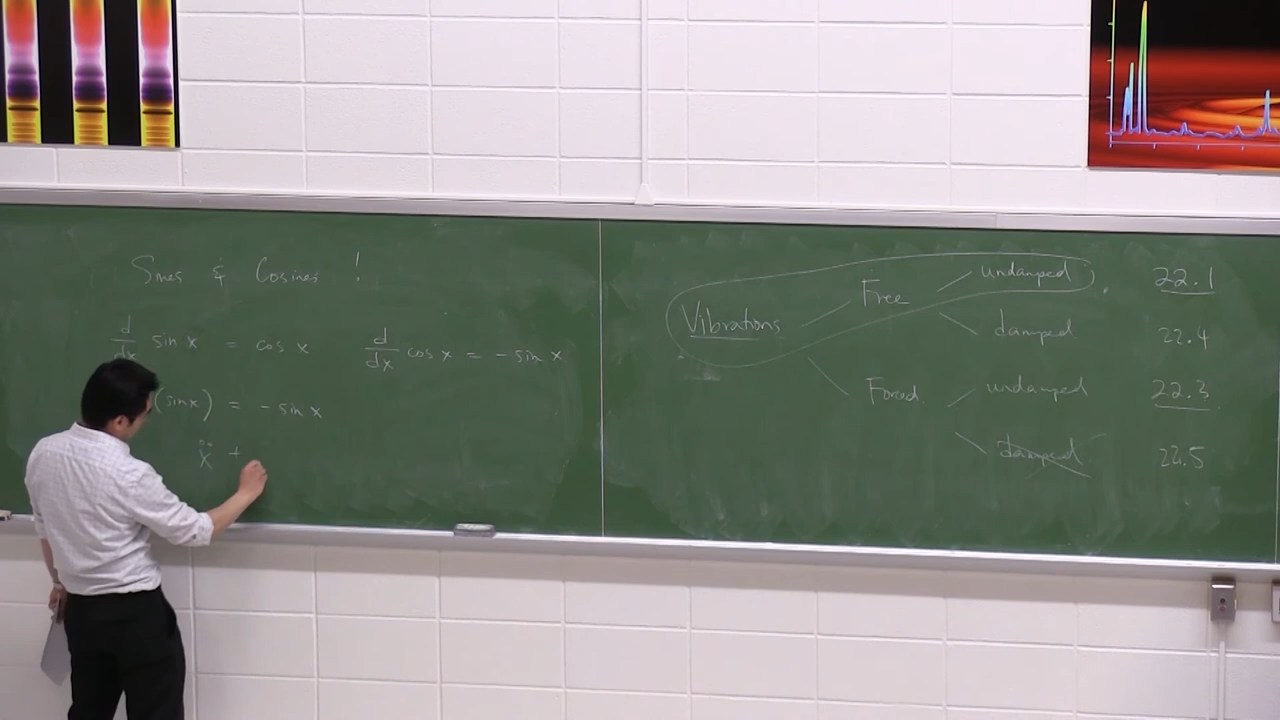 Sines & Cosines !
d/dx sin x = cos x
d/dx cos x = - sin x
(sin x) = - sin x
ẍ +
Vibrations
Free
undamped
22.1
damped
22.4
Forced
undamped
22.3
damped
22.5